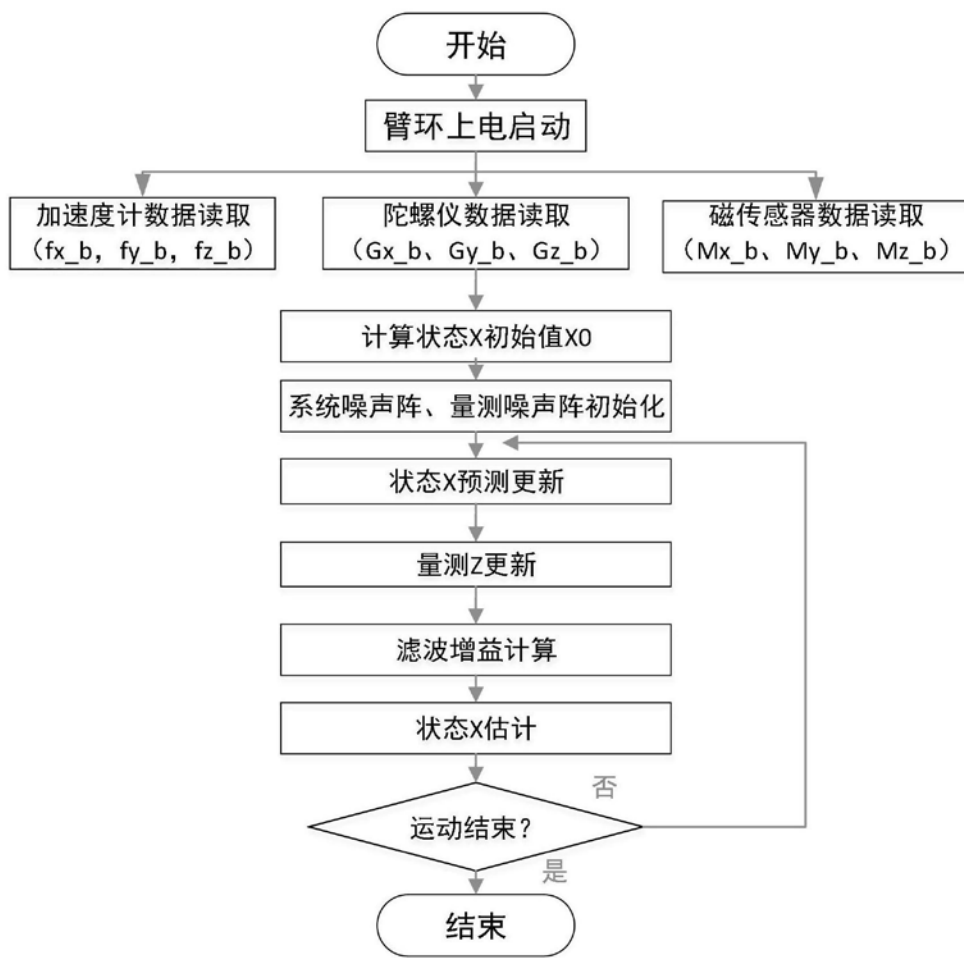 开始
臂环上电启动
加速度计数据读取
（fx_b，fy_b，fz_b）
陀螺仪数据读取
（Gx_b、Gy_b、Gz_b）
磁传感器数据读取
（Mx_b、My_b、Mz_b）
计算状态X初始值X0
系统噪声阵、量测噪声阵初始化
状态X预测更新
量测Z更新
滤波增益计算
状态X估计
否
运动结束？
是
结束